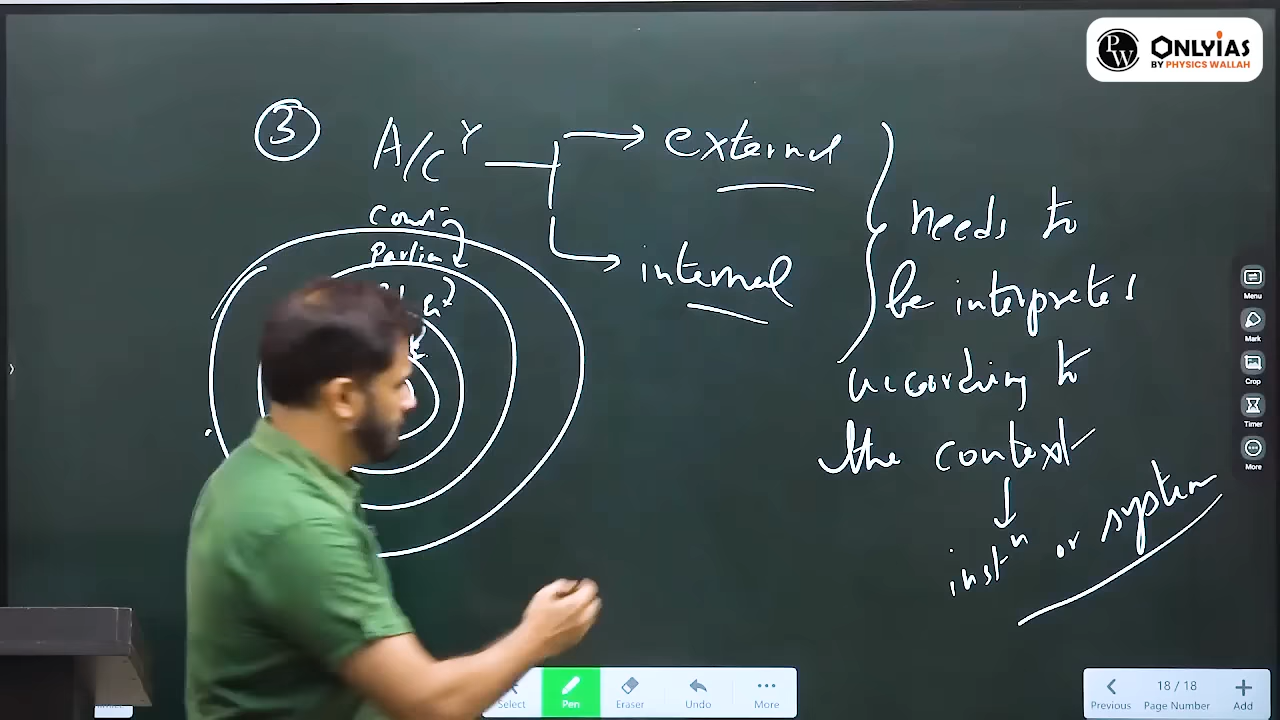 PW ONLYIAS
BY PHYSICS WALLAH
③ A/Cʸ
external
internal
needs to
be interpreted
according to
the context
instⁿ or system
Parlia
Menu
Mark
Crop
Timer
More
Select
Pen
Eraser
Undo
More
Previous
18 / 18
Page Number
Add